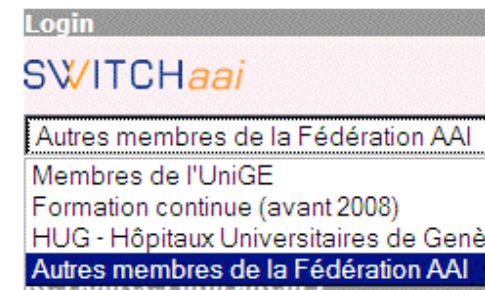 Login
SWITCHaai
Autres membres de la Fédération AAI
Membres de l'UniGE
Formation continue (avant 2008)
HUG - Hôpitaux Universitaires de Genè
Autres membres de la Fédération AAI